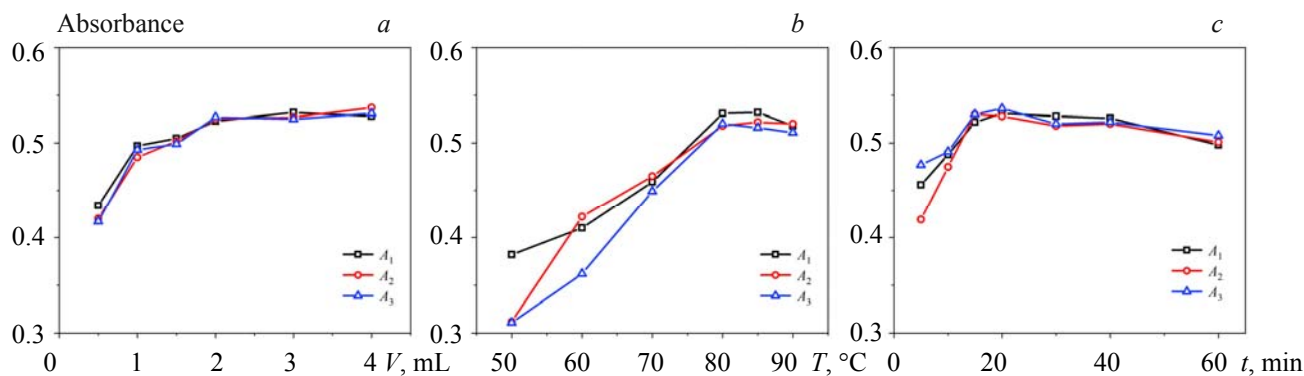 Absorbance a b c
0.6 0.6 0.6
0.5 0.5 0.5
0.4 0.4 0.4
A₁ A₁ A₁
A₂ A₂ A₂
A₃ A₃ A₃
0.3 0.3 0.3
0 1 2 3 4 V, mL 50 60 70 80 90 T, °C 0 20 40 60 t, min